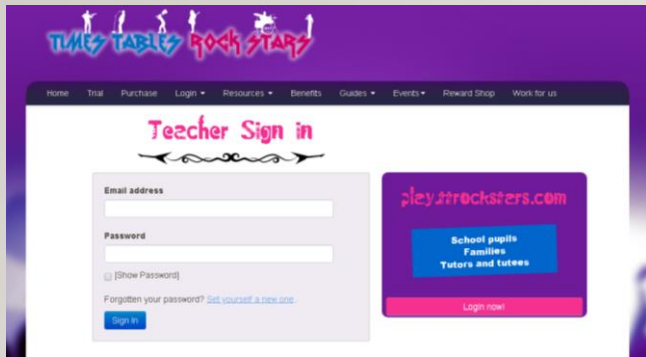 TIMES TABLES ROCK STARS
Home Trial Purchase Login Resources Benefits Guides Events Reward Shop Work for us
Teacher Sign in
Email address
play.ttrockstars.com
Password
School pupils
Families
Tutors and tutees
[Show Password]
Forgotten your password? Set yourself a new one.
Login now!
Sign In